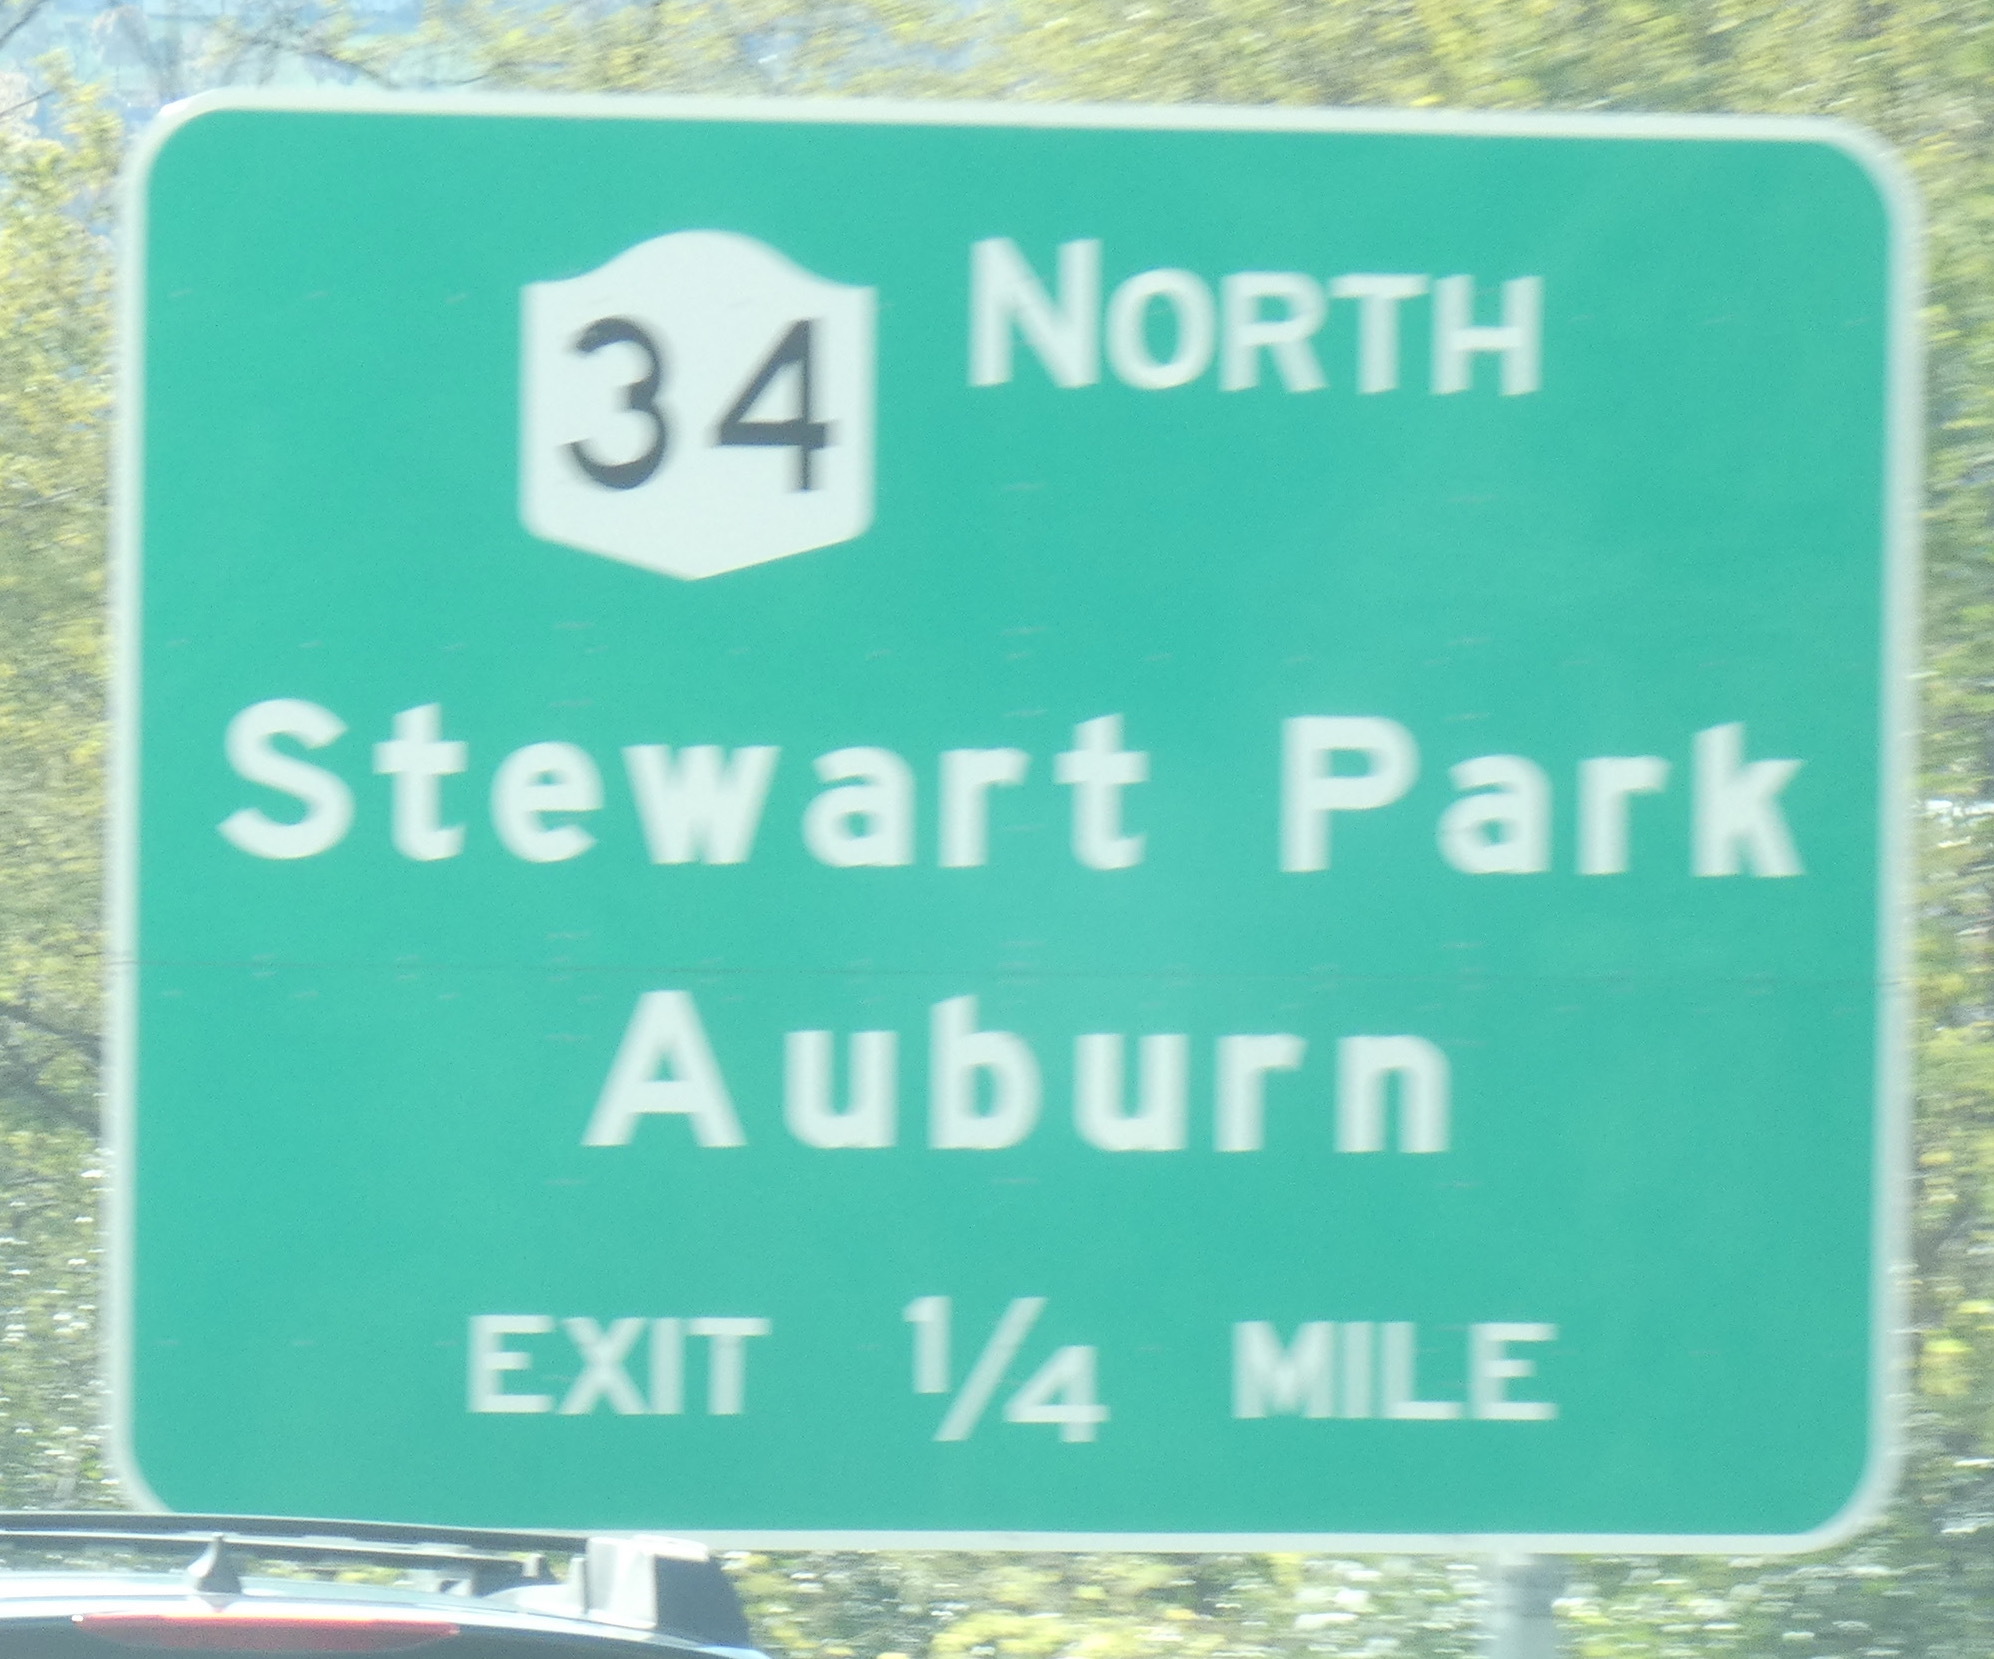 34 NORTH
Stewart Park
Auburn
EXIT 1/4 MILE